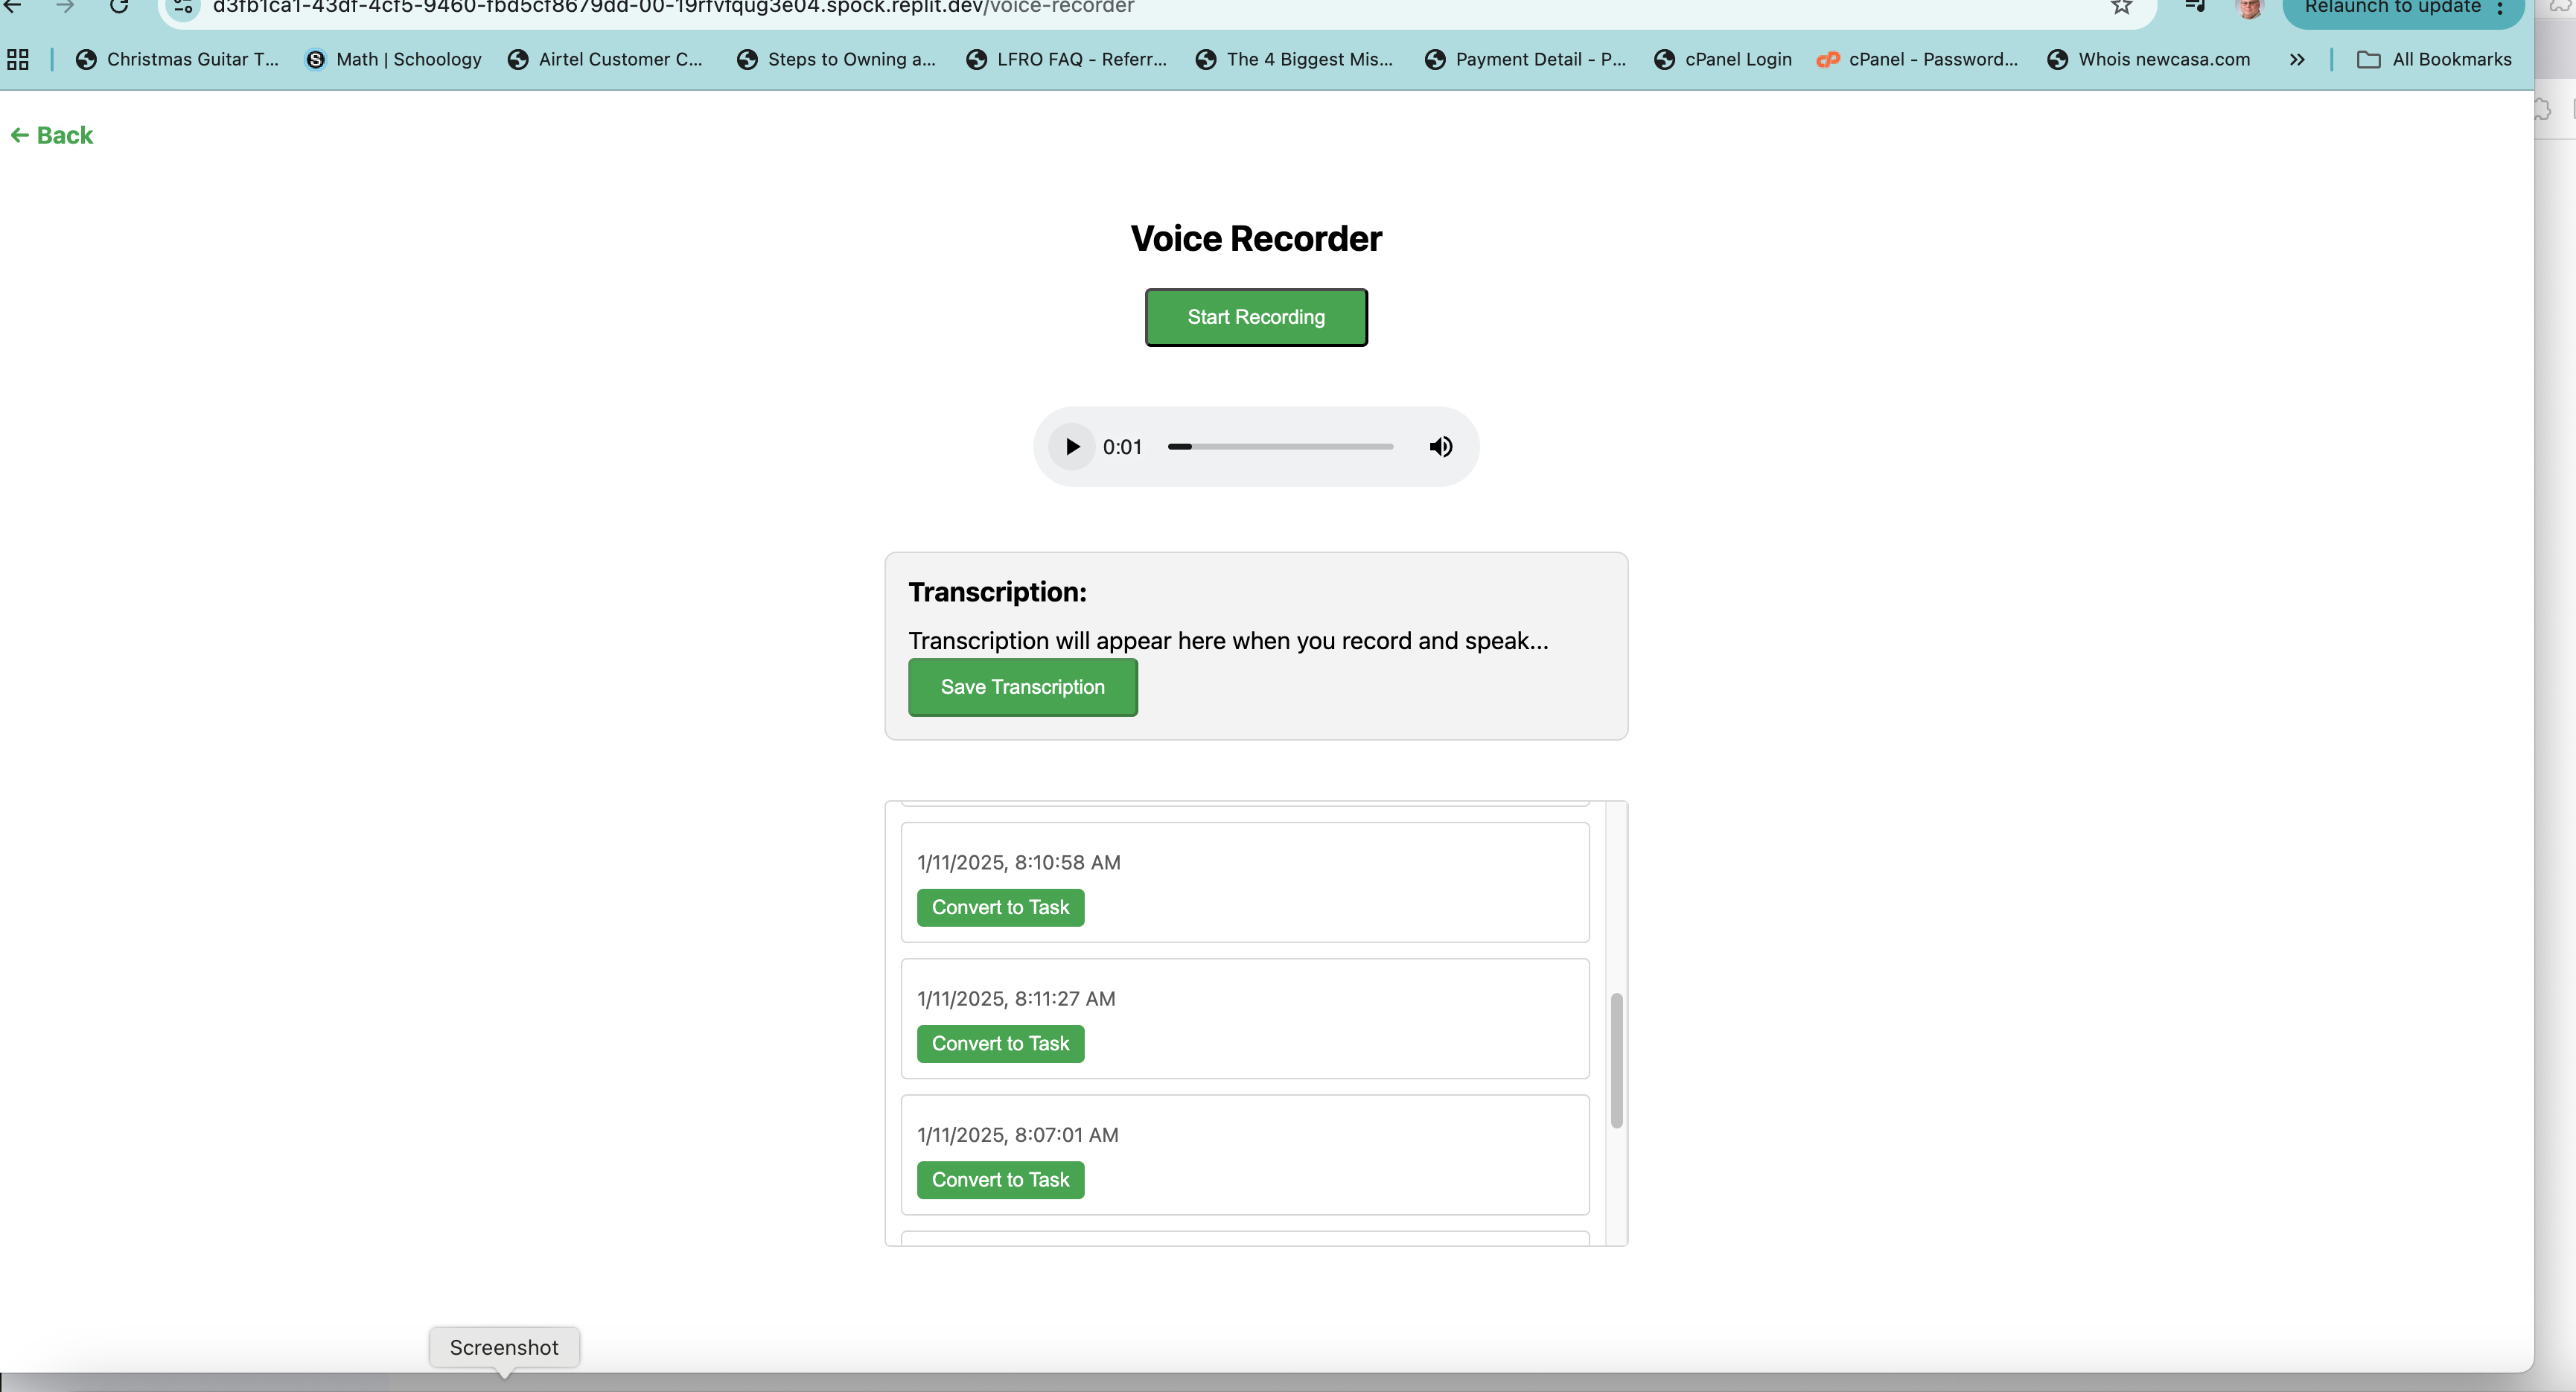 d3fb1ca1-43df-4cf5-9460-fbd5cf8679dd-00-19rfvfqug3e04.spock.replit.dev/voice-recorder
Relaunch to update
Christmas Guitar T...
Math | Schoology
Airtel Customer C...
Steps to Owning a...
LFRO FAQ - Referr...
The 4 Biggest Mis...
Payment Detail - P...
cPanel Login
cPanel - Password...
Whois newcasa.com
All Bookmarks
← Back
Voice Recorder
Start Recording
0:01
Transcription:
Transcription will appear here when you record and speak...
Save Transcription
1/11/2025, 8:10:58 AM
Convert to Task
1/11/2025, 8:11:27 AM
Convert to Task
1/11/2025, 8:07:01 AM
Convert to Task
Screenshot